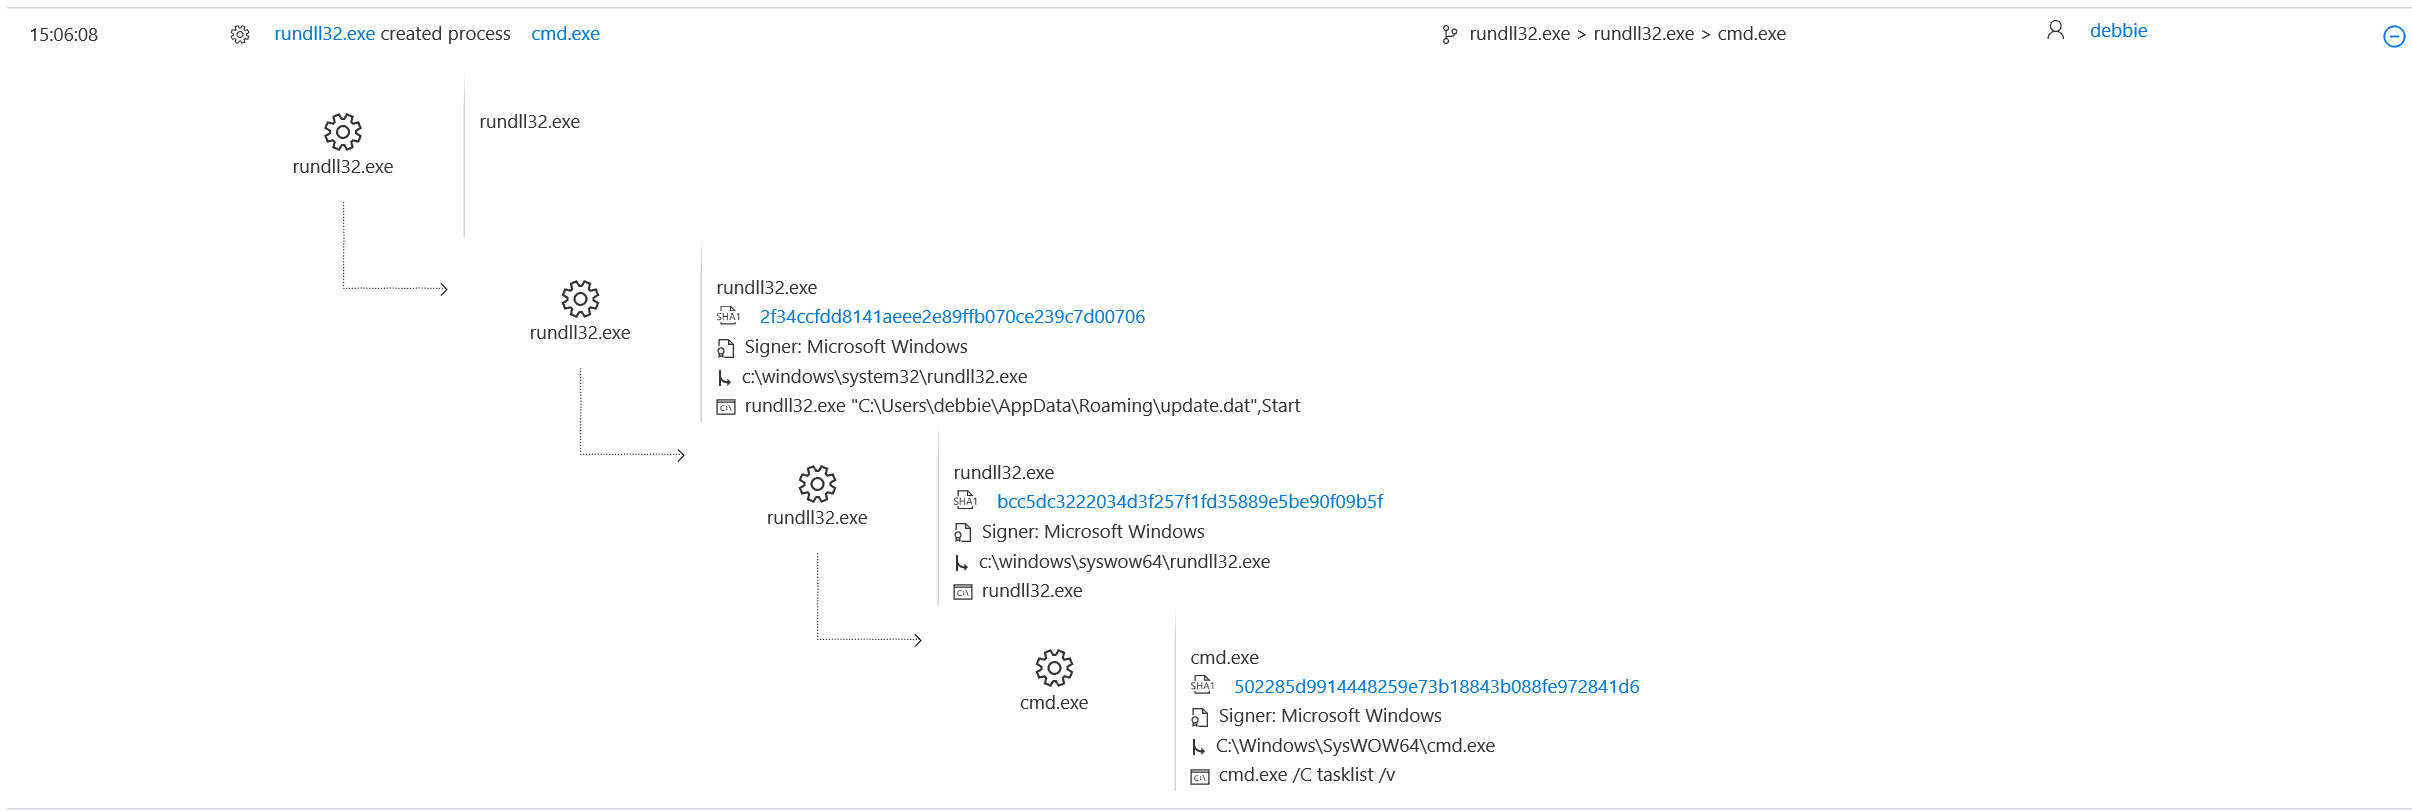 15:06:08 rundll32.exe created process cmd.exe rundll32.exe > rundll32.exe > cmd.exe debbie
rundll32.exe
rundll32.exe
rundll32.exe
SHA1 2f34ccfdd8141aeee2e89ffb070ce239c7d00706
rundll32.exe
Signer: Microsoft Windows
c:\windows\system32\rundll32.exe
C:\ rundll32.exe "C:\Users\debbie\AppData\Roaming\update.dat",Start
rundll32.exe
SHA1 bcc5dc3222034d3f257f1fd35889e5be90f09b5f
rundll32.exe
Signer: Microsoft Windows
c:\windows\syswow64\rundll32.exe
C:\ rundll32.exe
cmd.exe
SHA1 502285d9914448259e73b18843b088fe972841d6
cmd.exe
Signer: Microsoft Windows
C:\Windows\SysWOW64\cmd.exe
C:\ cmd.exe /C tasklist /v